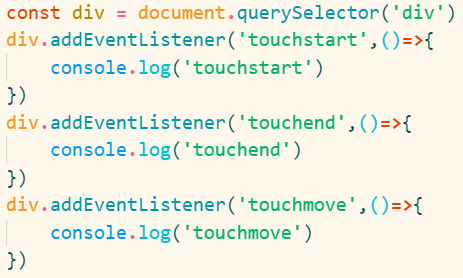 const div = document.querySelector('div')
div.addEventListener('touchstart',()=>{
    console.log('touchstart')
})
div.addEventListener('touchend',()=>{
    console.log('touchend')
})
div.addEventListener('touchmove',()=>{
    console.log('touchmove')
})